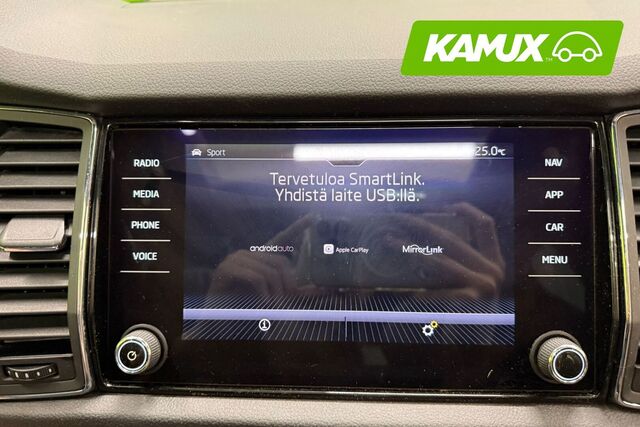 KAMUX
Sport
25.0°C
RADIO
MEDIA
PHONE
VOICE
Tervetuloa SmartLink.
Yhdistä laite USB:llä.
androidauto
Apple CarPlay
MirrorLink
NAV
APP
CAR
MENU